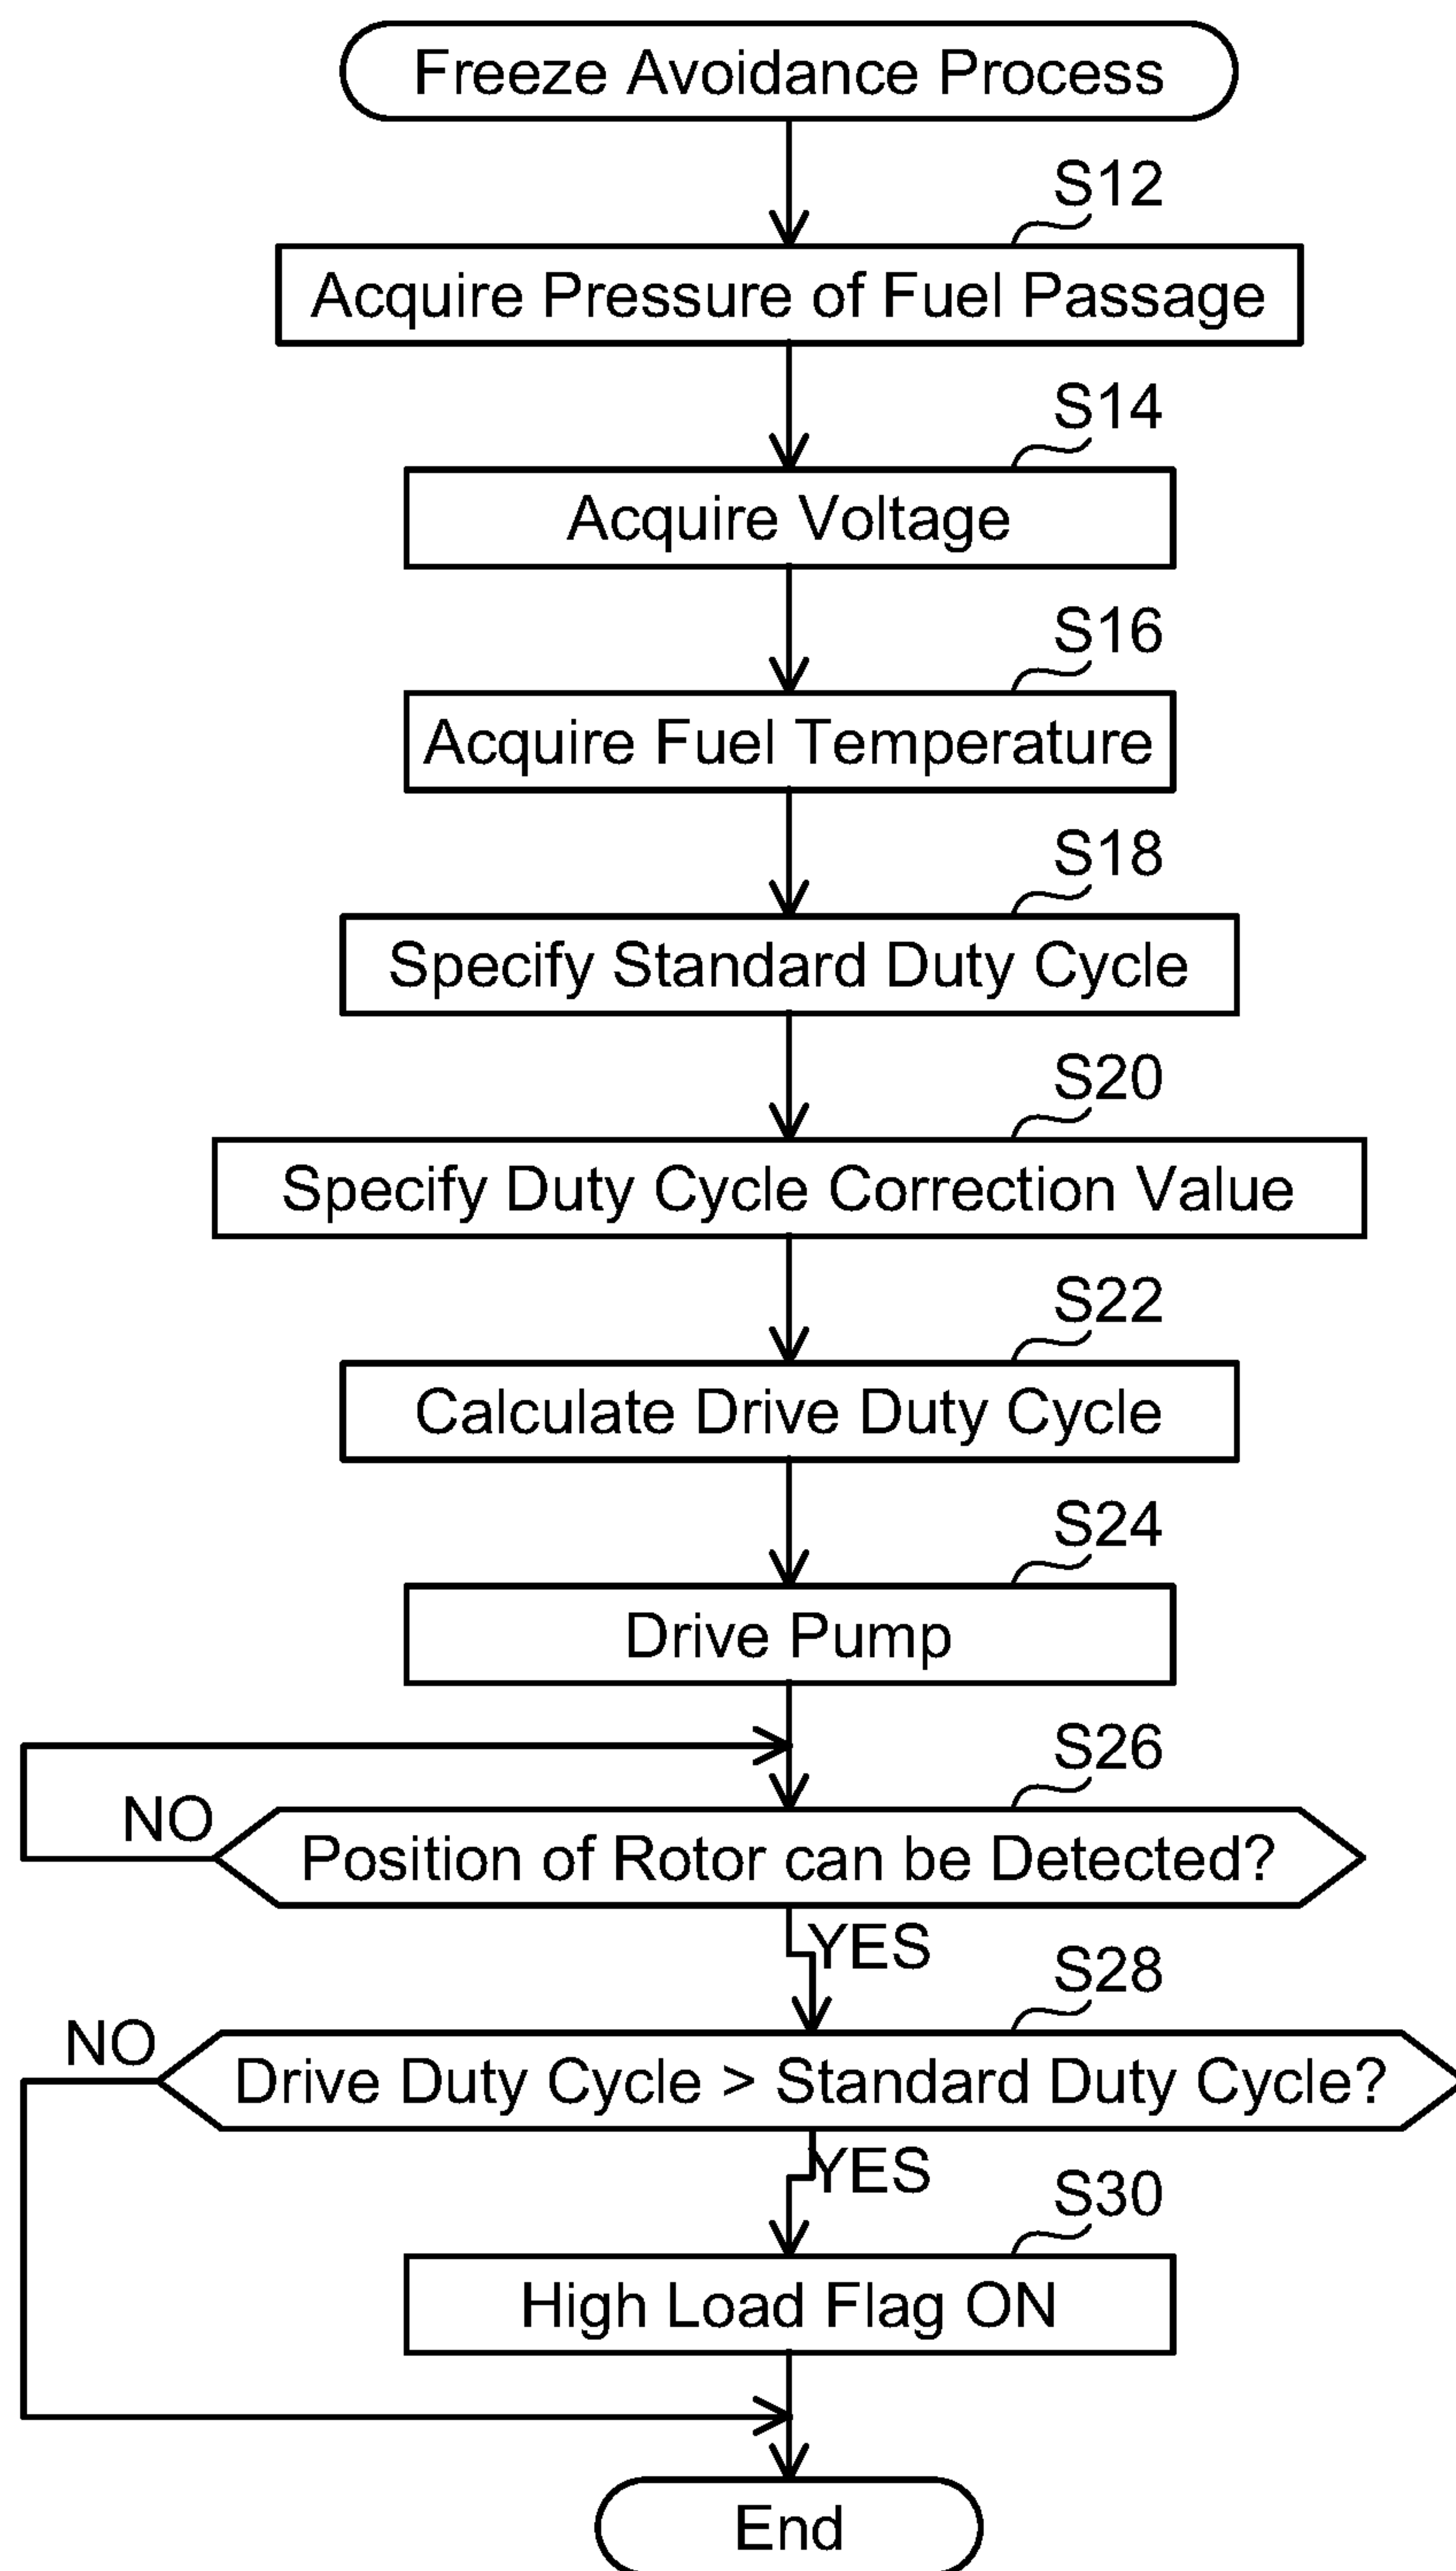 Freeze Avoidance Process
S12
Acquire Pressure of Fuel Passage
S14
Acquire Voltage
S16
Acquire Fuel Temperature
S18
Specify Standard Duty Cycle
S20
Specify Duty Cycle Correction Value
S22
Calculate Drive Duty Cycle
S24
Drive Pump
S26
NO
Position of Rotor can be Detected?
YES
S28
NO
Drive Duty Cycle > Standard Duty Cycle?
YES
S30
High Load Flag ON
End